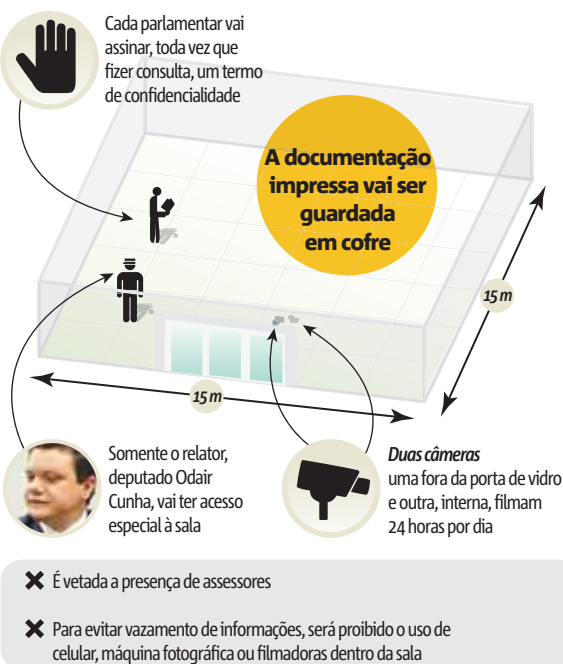 Cada parlamentar vai
assinar, toda vez que
fizer consulta, um termo
de confidencialidade
A documentação
impressa vai ser
guardada
em cofre
15 m
15 m
Somente o relator,
deputado Odair
Cunha, vai ter acesso
especial à sala
Duas câmeras
uma fora da porta de vidro
e outra, interna, filmam
24 horas por dia
É vetada a presença de assessores
Para evitar vazamento de informações, será proibido o uso de
celular, máquina fotográfica ou filmadoras dentro da sala